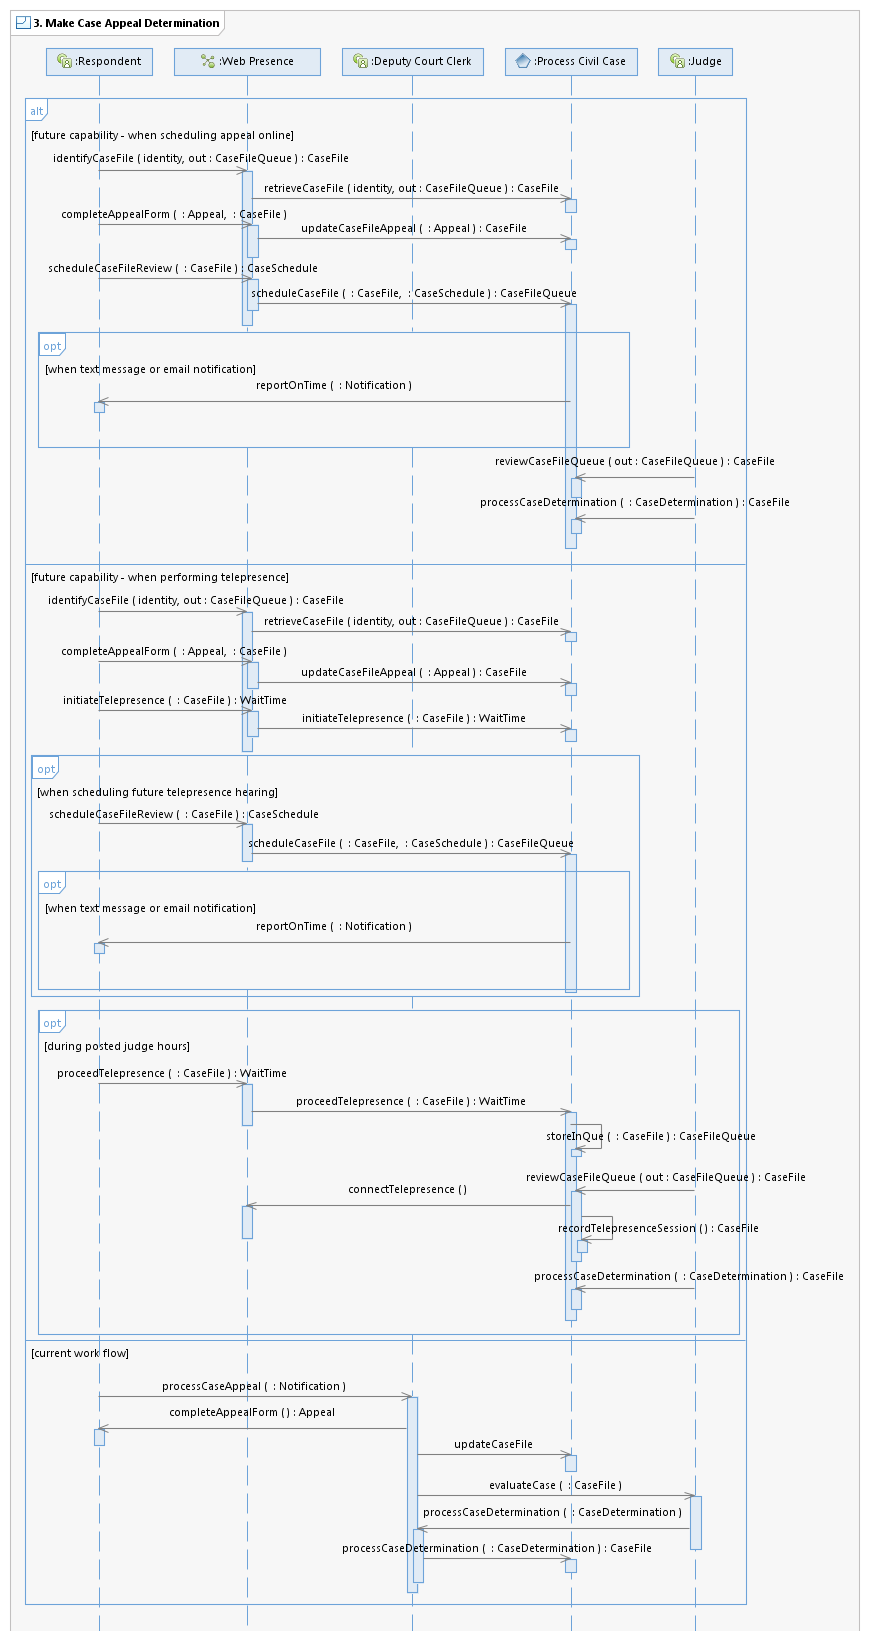 3. Make Case Appeal Determination
:Respondent
:Web Presence
:Deputy Court Clerk
:Process Civil Case
:Judge
alt
[future capability - when scheduling appeal online]
identifyCaseFile ( identity, out : CaseFileQueue ) : CaseFile
retrieveCaseFile ( identity, out : CaseFileQueue ) : CaseFile
completeAppealForm ( : Appeal, : CaseFile )
updateCaseFileAppeal ( : Appeal ) : CaseFile
scheduleCaseFileReview ( : CaseFile ) : CaseSchedule
scheduleCaseFile ( : CaseFile, : CaseSchedule ) : CaseFileQueue
opt
[when text message or email notification]
reportOnTime ( : Notification )
reviewCaseFileQueue ( out : CaseFileQueue ) : CaseFile
processCaseDetermination ( : CaseDetermination ) : CaseFile
[future capability - when performing telepresence]
identifyCaseFile ( identity, out : CaseFileQueue ) : CaseFile
retrieveCaseFile ( identity, out : CaseFileQueue ) : CaseFile
completeAppealForm ( : Appeal, : CaseFile )
updateCaseFileAppeal ( : Appeal ) : CaseFile
initiateTelepresence ( : CaseFile ) : WaitTime
initiateTelepresence ( : CaseFile ) : WaitTime
opt
[when scheduling future telepresence hearing]
scheduleCaseFileReview ( : CaseFile ) : CaseSchedule
scheduleCaseFile ( : CaseFile, : CaseSchedule ) : CaseFileQueue
opt
[when text message or email notification]
reportOnTime ( : Notification )
opt
[during posted judge hours]
proceedTelepresence ( : CaseFile ) : WaitTime
proceedTelepresence ( : CaseFile ) : WaitTime
storeInQue ( : CaseFile ) : CaseFileQueue
reviewCaseFileQueue ( out : CaseFileQueue ) : CaseFile
connectTelepresence ( )
recordTelepresenceSession ( ) : CaseFile
processCaseDetermination ( : CaseDetermination ) : CaseFile
[current work flow]
processCaseAppeal ( : Notification )
completeAppealForm ( ) : Appeal
updateCaseFile
evaluateCase ( : CaseFile )
processCaseDetermination ( : CaseDetermination )
processCaseDetermination ( : CaseDetermination ) : CaseFile